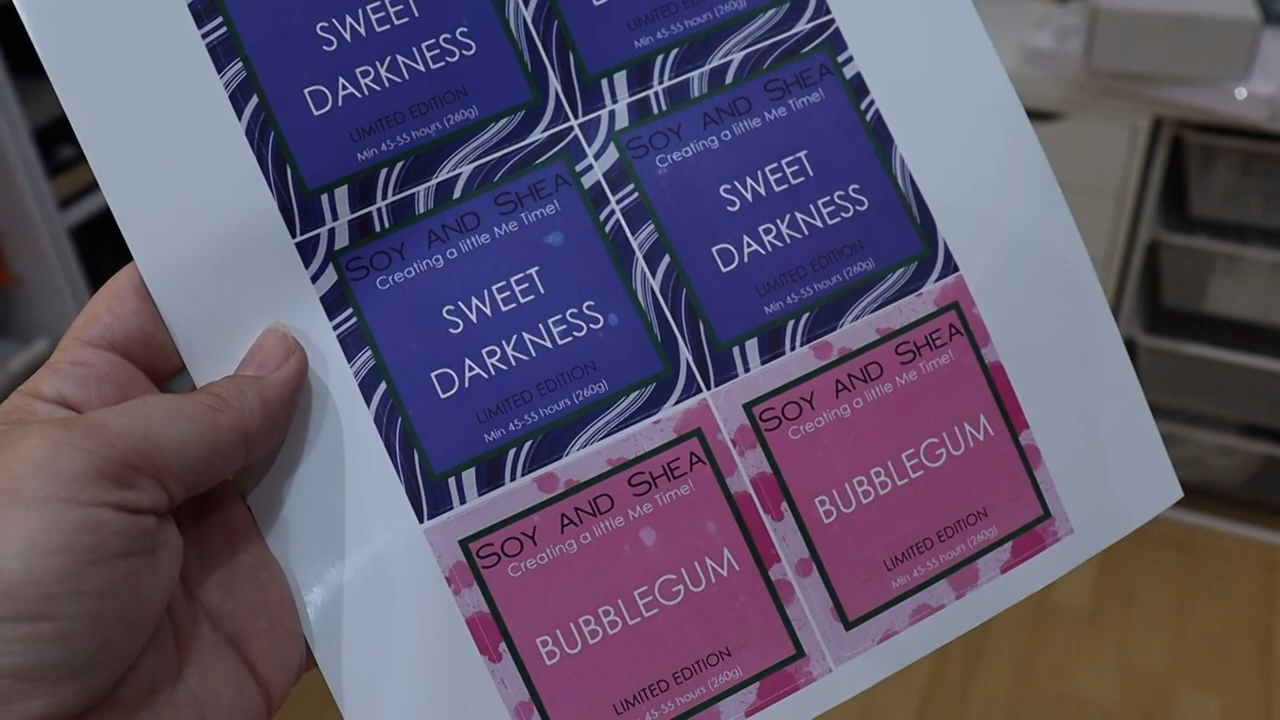 SWEET
DARKNESS
LIMITED EDITION
Min 45-55 hours (260g)
LIMITED EDITION
Min 45-55 hours (260g)
SOY AND SHEA
Creating a little Me Time!
SWEET
DARKNESS
LIMITED EDITION
Min 45-55 hours (260g)
SOY AND SHEA
Creating a little Me Time!
SWEET
DARKNESS
LIMITED EDITION
Min 45-55 hours (260g)
SOY AND SHEA
Creating a little Me Time!
BUBBLEGUM
LIMITED EDITION
Min 45-55 hours (260g)
SOY AND SHEA
Creating a little Me Time!
BUBBLEGUM
LIMITED EDITION
Min 45-55 hours (260g)